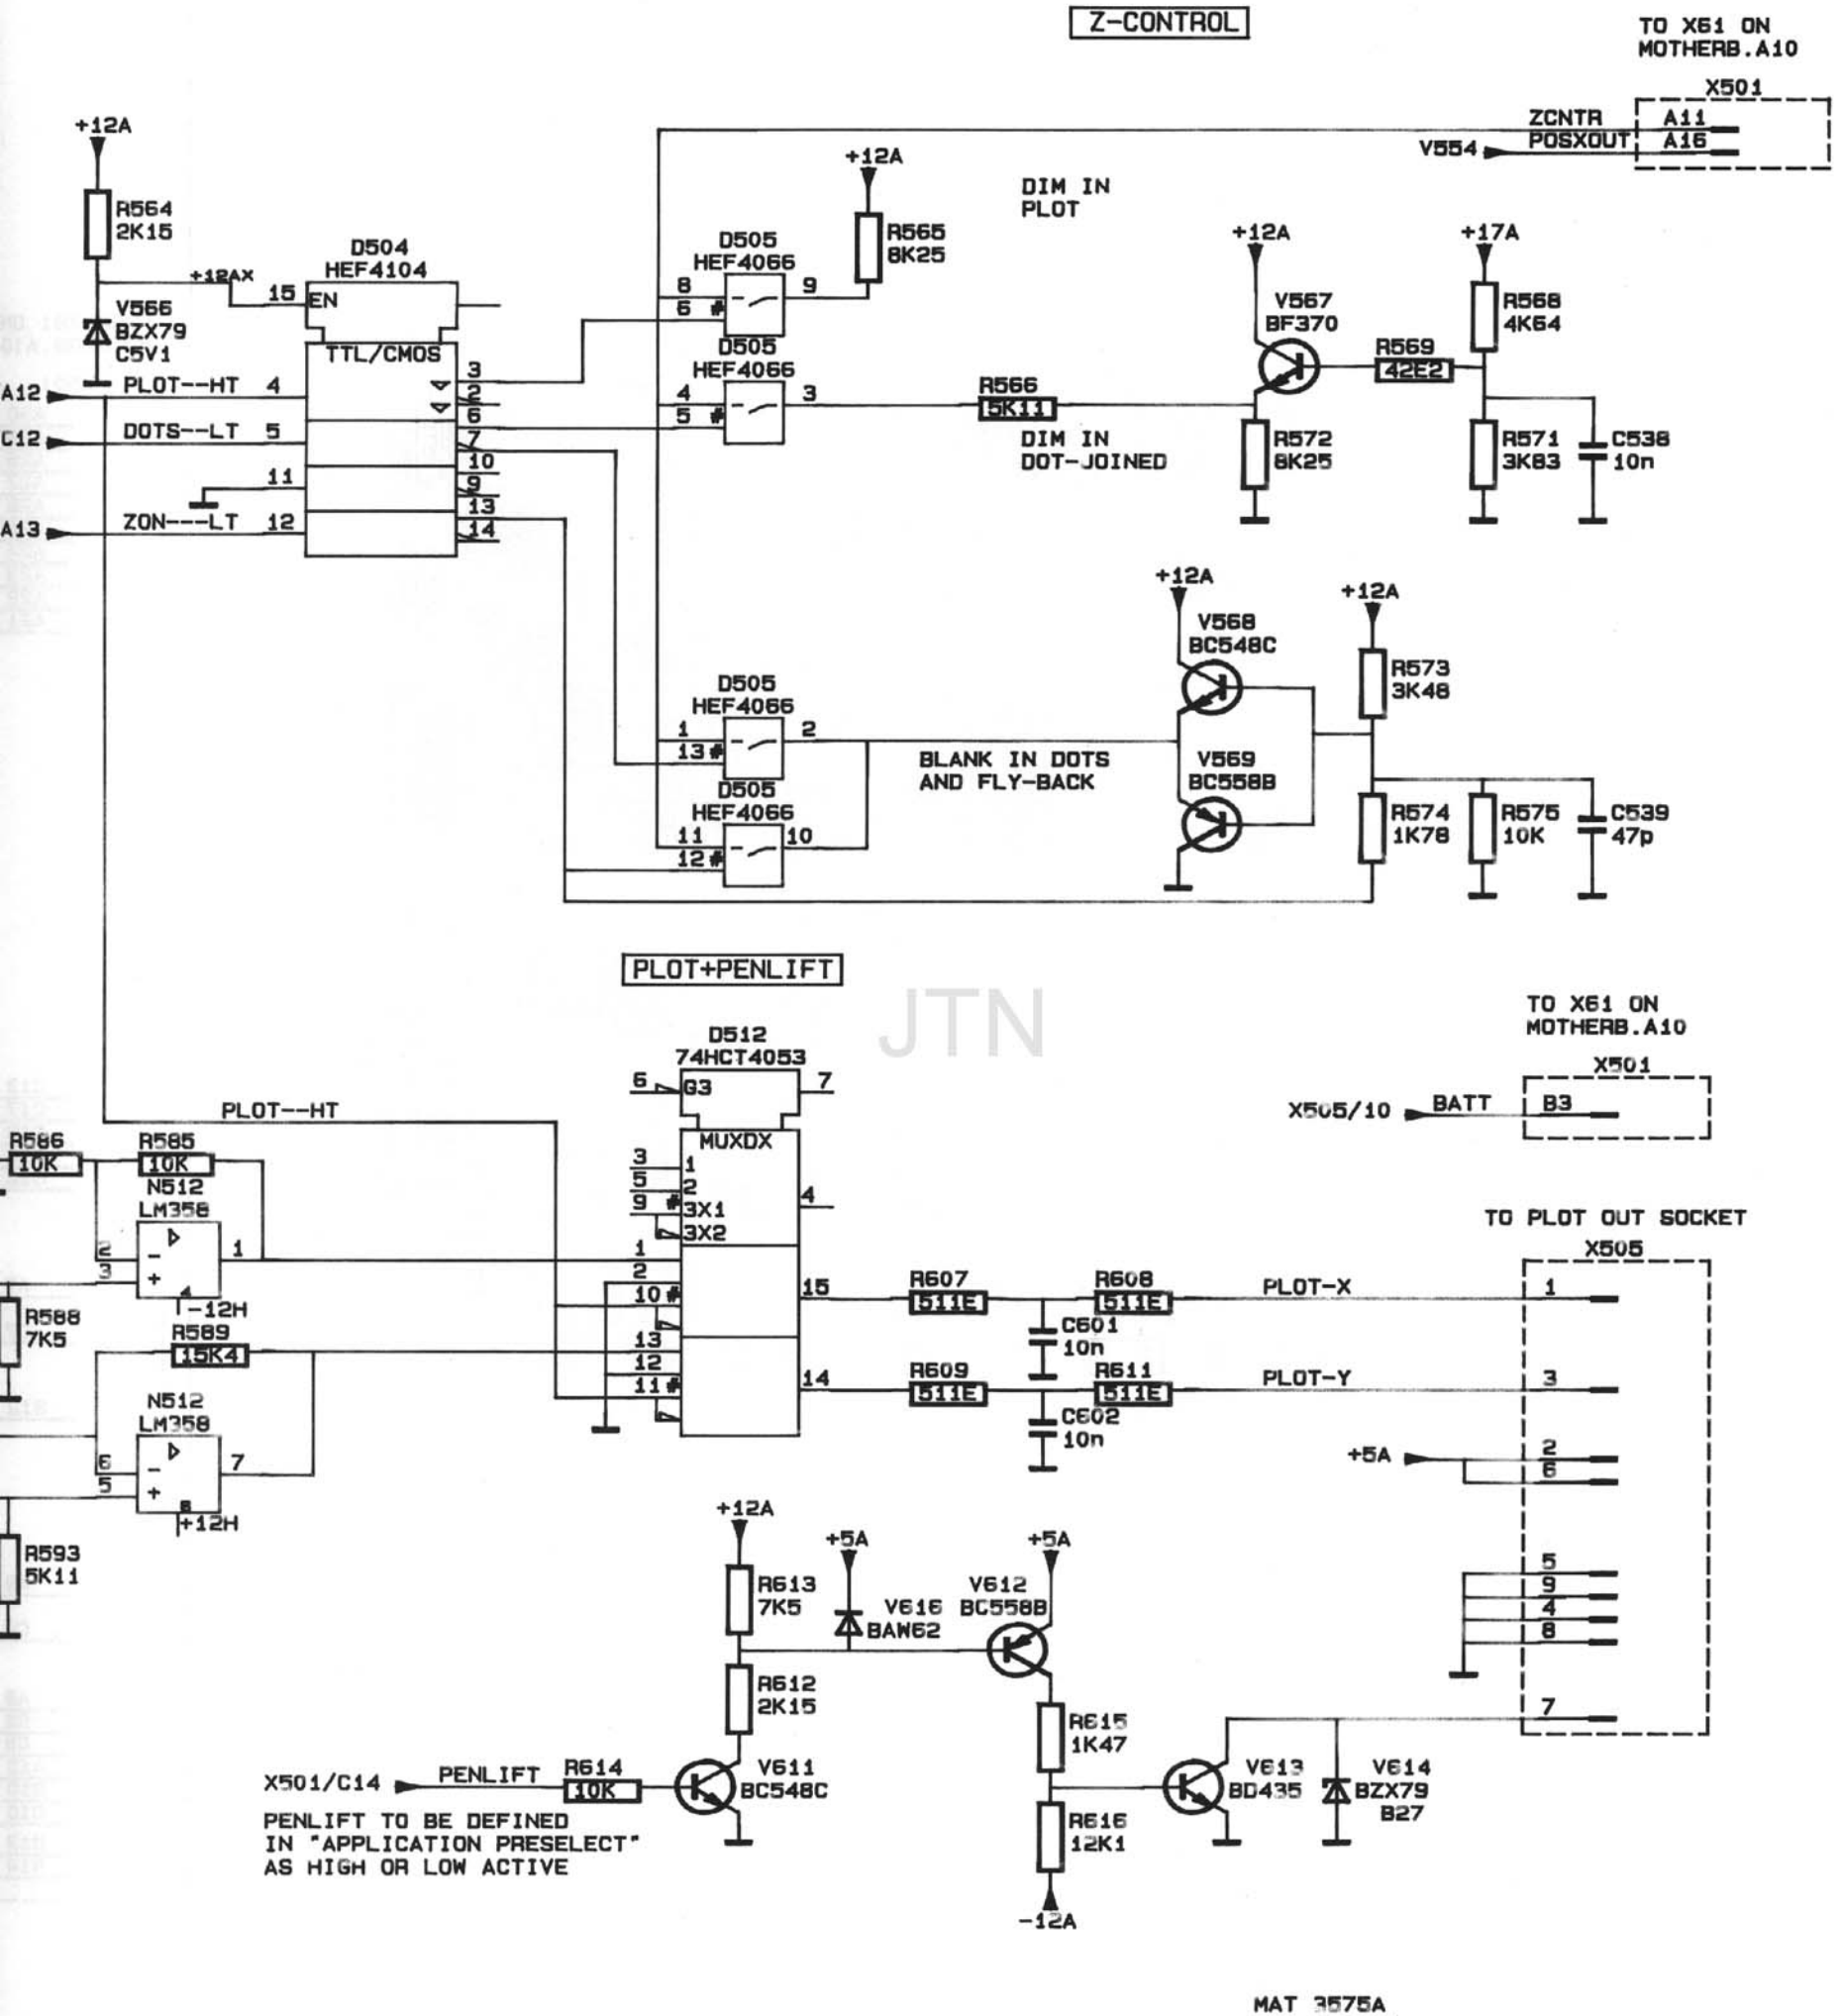 Z-CONTROL
TO X61 ON
MOTHERB.A10
X501
ZCNTR A11
V554 POSXOUT A16
+12A
R564
2K15
+12AX
V566
BZX79
C5V1
D504
HEF4104
15 EN
TTL/CMOS
A12 PLOT--HT 4
C12 DOTS--LT 5
11
A13 ZON---LT 12
3
2
6
7
10
9
13
14
D505
HEF4066
8 9
6 #
+12A
R565
8K25
DIM IN
PLOT
D505
HEF4066
4 3
5 #
R566
5K11
DIM IN
DOT-JOINED
+12A
V567
BF370
R569
42E2
+17A
R568
4K64
R572
8K25
R571
3K83
C538
10n
D505
HEF4066
1 2
13 #
D505
HEF4066
11 10
12 #
BLANK IN DOTS
AND FLY-BACK
+12A
V568
BC548C
V569
BC558B
+12A
R573
3K48
R574
1K78
R575
10K
C539
47p
PLOT+PENLIFT
JTN
D512
74HCT4053
6 G3 7
MUXDX
3 1
5 2
9 # 3X1
3X2
4
1
2
10 #
15
13
12
11 #
14
PLOT--HT
R586
10K
R585
10K
N512
LM358
2 - 1
3 +
4
-12H
R588
7K5
R589
15K4
N512
LM358
6 - 7
5 +
8
+12H
R593
5K11
R607
511E
R608
511E
PLOT-X
C601
10n
R609
511E
R611
511E
PLOT-Y
C602
10n
TO X61 ON
MOTHERB.A10
X501
X505/10 BATT B3
TO PLOT OUT SOCKET
X505
1
3
+5A 2
6
5
9
4
8
7
+12A
R613
7K5
+5A
V616
BAW62
V612
BC558B
+5A
R612
2K15
R615
1K47
X501/C14 PENLIFT
R614
10K
V611
BC548C
V613
BD435
V614
BZX79
B27
R616
12K1
-12A
PENLIFT TO BE DEFINED
IN "APPLICATION PRESELECT"
AS HIGH OR LOW ACTIVE
MAT 3575A